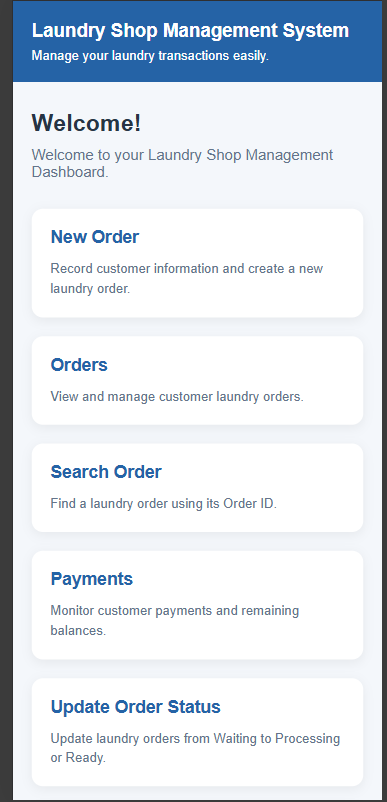 Laundry Shop Management System
Manage your laundry transactions easily.
Welcome!
Welcome to your Laundry Shop Management
Dashboard.
New Order
Record customer information and create a new
laundry order.
Orders
View and manage customer laundry orders.
Search Order
Find a laundry order using its Order ID.
Payments
Monitor customer payments and remaining
balances.
Update Order Status
Update laundry orders from Waiting to Processing
or Ready.